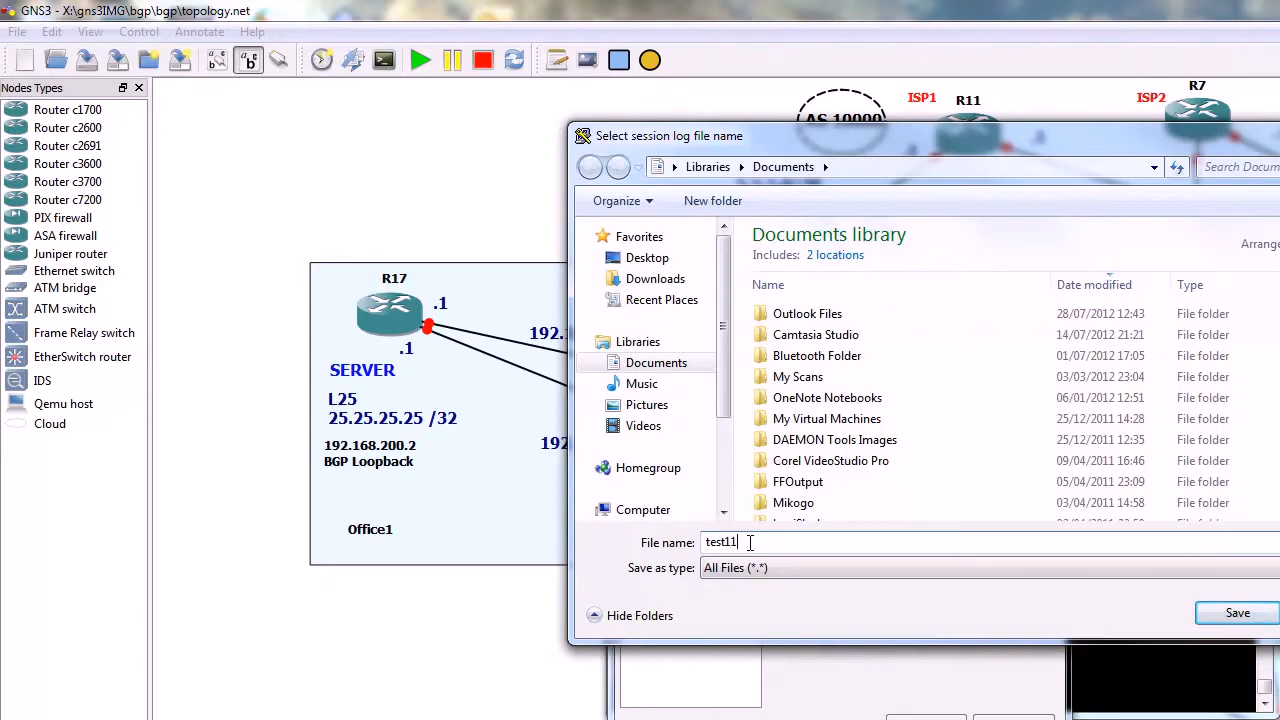 GNS3 - X:\gns3IMG\bgp\bgp\topology.net
File Edit View Control Annotate Help
Nodes Types
Router c1700
Router c2600
Router c2691
Router c3600
Router c3700
Router c7200
PIX firewall
ASA firewall
Juniper router
Ethernet switch
ATM bridge
ATM switch
Frame Relay switch
EtherSwitch router
IDS
Qemu host
Cloud
ISP1
R11
ISP2
R7
AS 10000
R17
.1
.1
SERVER
L25
25.25.25.25 /32
192.168.200.2
BGP Loopback
Office1
Select session log file name
Libraries Documents
Search Docum
Organize New folder
Favorites
Desktop
Downloads
Recent Places
Libraries
Documents
Music
Pictures
Videos
Homegroup
Computer
Documents library
Includes: 2 locations
Arrange
Name Date modified Type
Outlook Files 28/07/2012 12:43 File folder
Camtasia Studio 14/07/2012 21:21 File folder
Bluetooth Folder 01/07/2012 17:05 File folder
My Scans 03/03/2012 23:04 File folder
OneNote Notebooks 06/01/2012 12:51 File folder
My Virtual Machines 25/12/2011 14:28 File folder
DAEMON Tools Images 25/12/2011 12:35 File folder
Corel VideoStudio Pro 09/04/2011 16:46 File folder
FFOutput 05/04/2011 23:09 File folder
Mikogo 03/04/2011 14:58 File folder
File name: test11
Save as type: All Files (*.*)
Hide Folders
Save